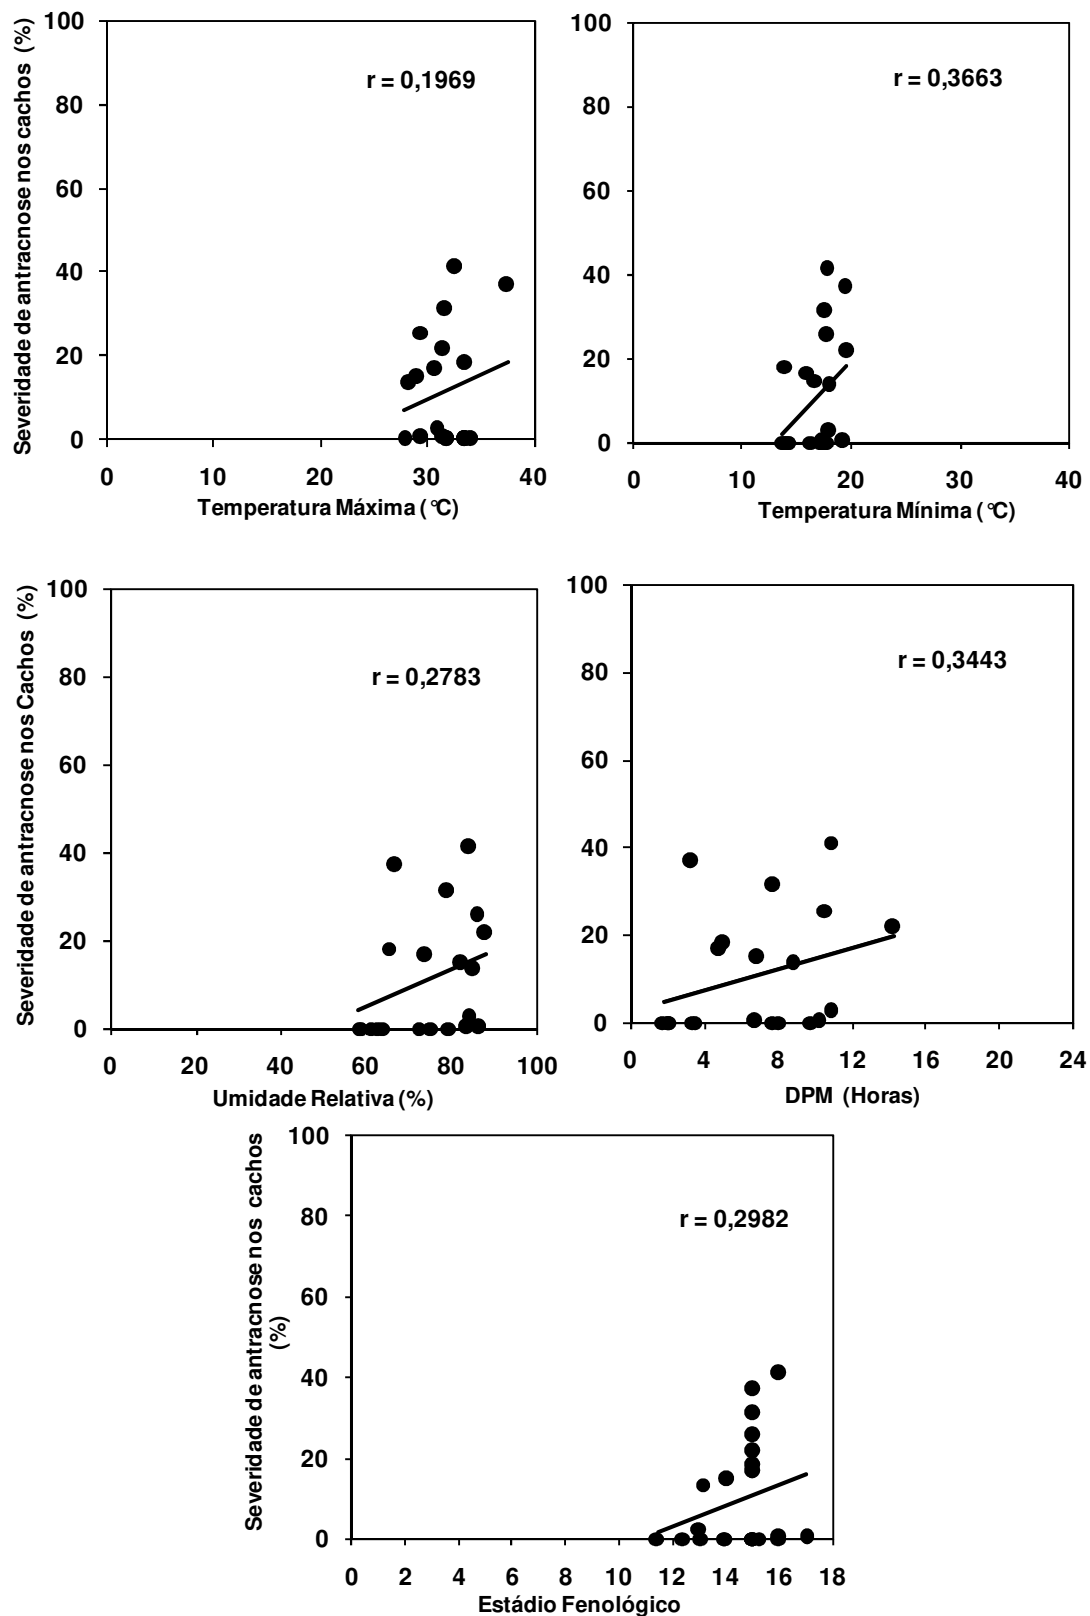 Severidade de antracnose nos cachos (%)
100
80
60
40
20
0
r = 0,1969
0 10 20 30 40
Temperatura Máxima (°C)
100
80
60
40
20
0
r = 0,3663
0 10 20 30 40
Temperatura Mínima (°C)
Severidade de antracnose nos Cachos (%)
100
80
60
40
20
0
r = 0,2783
0 20 40 60 80 100
Umidade Relativa (%)
100
80
60
40
20
0
r = 0,3443
0 4 8 12 16 20 24
DPM (Horas)
Severidade de antracnose nos cachos
(%)
100
80
60
40
20
0
r = 0,2982
0 2 4 6 8 10 12 14 16 18
Estádio Fenológico